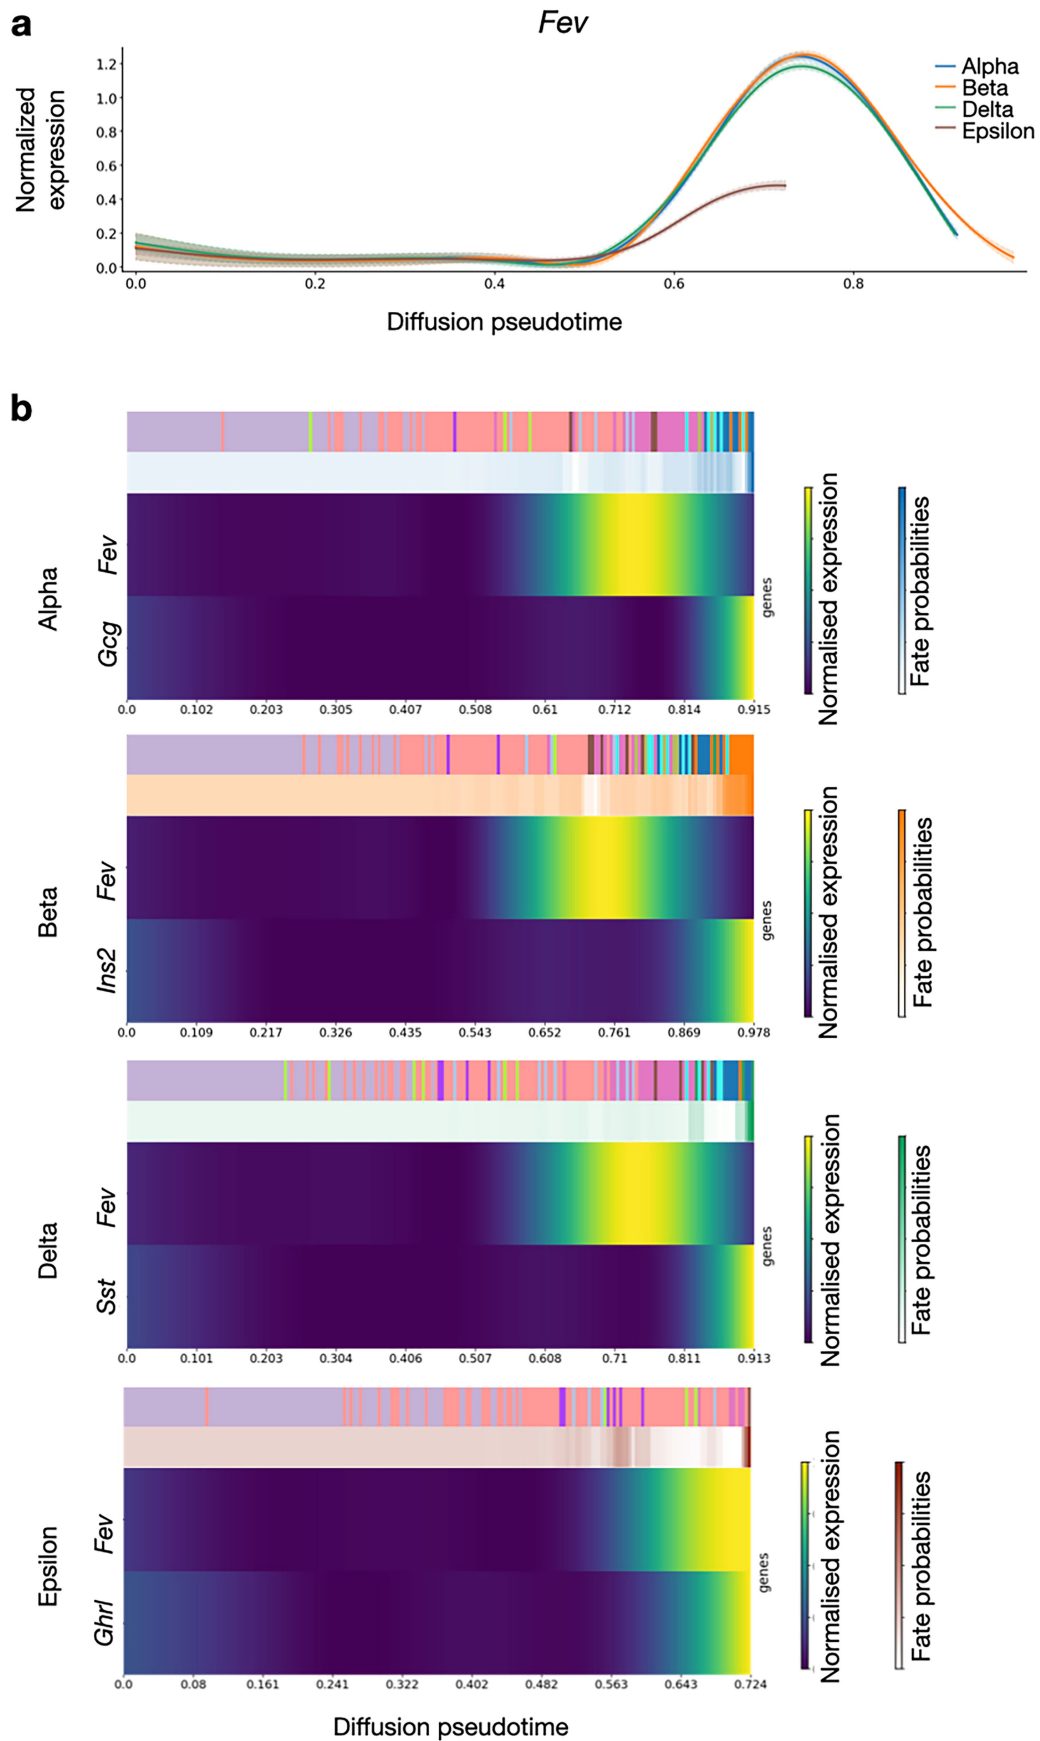 a
Fev
Normalized
expression
1.2
1.0
0.8
0.6
0.4
0.2
0.0
0.0 0.2 0.4 0.6 0.8
Diffusion pseudotime
Alpha
Beta
Delta
Epsilon
b
Alpha
Fev
Gcg
genes
Normalised expression
Fate probabilities
0.0 0.102 0.203 0.305 0.407 0.508 0.61 0.712 0.814 0.915
Beta
Fev
Ins2
genes
Normalised expression
Fate probabilities
0.0 0.109 0.217 0.326 0.435 0.543 0.652 0.761 0.869 0.978
Delta
Fev
Sst
genes
Normalised expression
Fate probabilities
0.0 0.101 0.203 0.304 0.406 0.507 0.608 0.71 0.811 0.913
Epsilon
Fev
Ghrl
genes
Normalised expression
Fate probabilities
0.0 0.08 0.161 0.241 0.322 0.402 0.482 0.563 0.643 0.724
Diffusion pseudotime